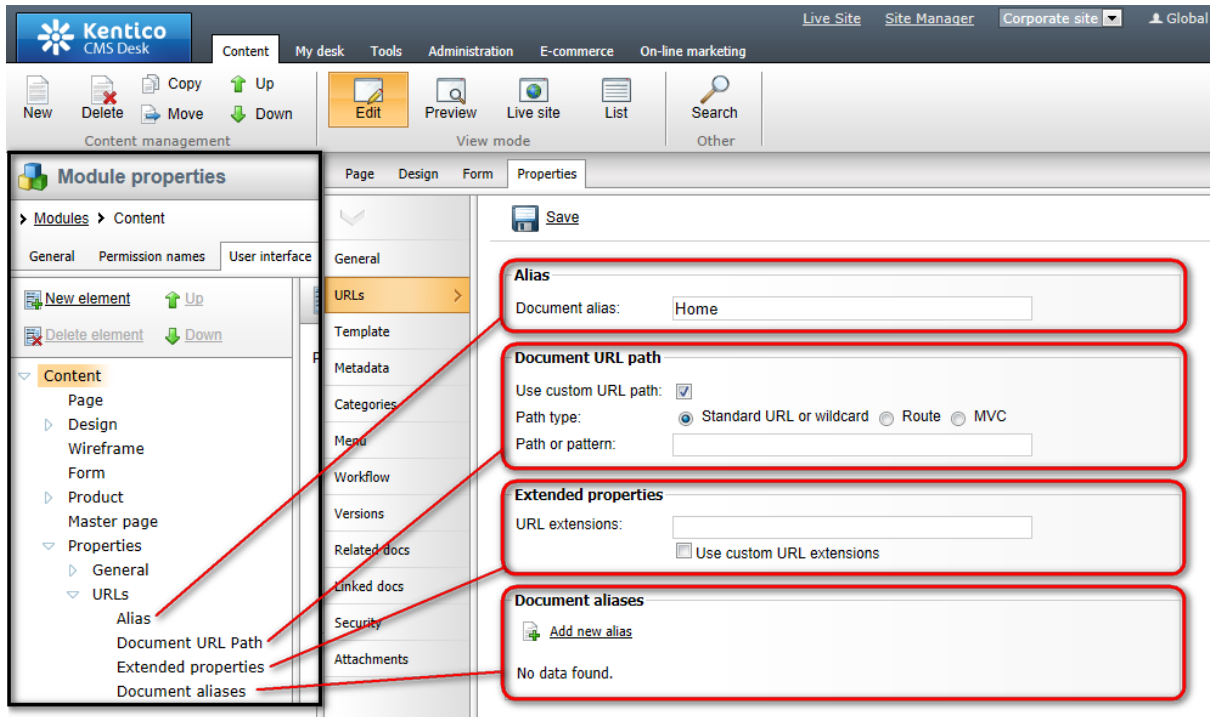 Live Site Site Manager Corporate site Global
Kentico
CMS Desk
Content My desk Tools Administration E-commerce On-line marketing
New Delete Copy Move Up Down
Content management
Edit Preview Live site List
View mode
Search
Other
Module properties
Modules > Content
General Permission names User interface
New element Up
Delete element Down
Content
Page
Design
Wireframe
Form
Product
Master page
Properties
General
URLs
Alias
Document URL Path
Extended properties
Document aliases
Page Design Form Properties
General
URLs >
Template
Metadata
Categories
Menu
Workflow
Versions
Related docs
Linked docs
Security
Attachments
Save
Alias
Document alias: Home
Document URL path
Use custom URL path:
Path type: Standard URL or wildcard Route MVC
Path or pattern:
Extended properties
URL extensions:
Use custom URL extensions
Document aliases
Add new alias
No data found.